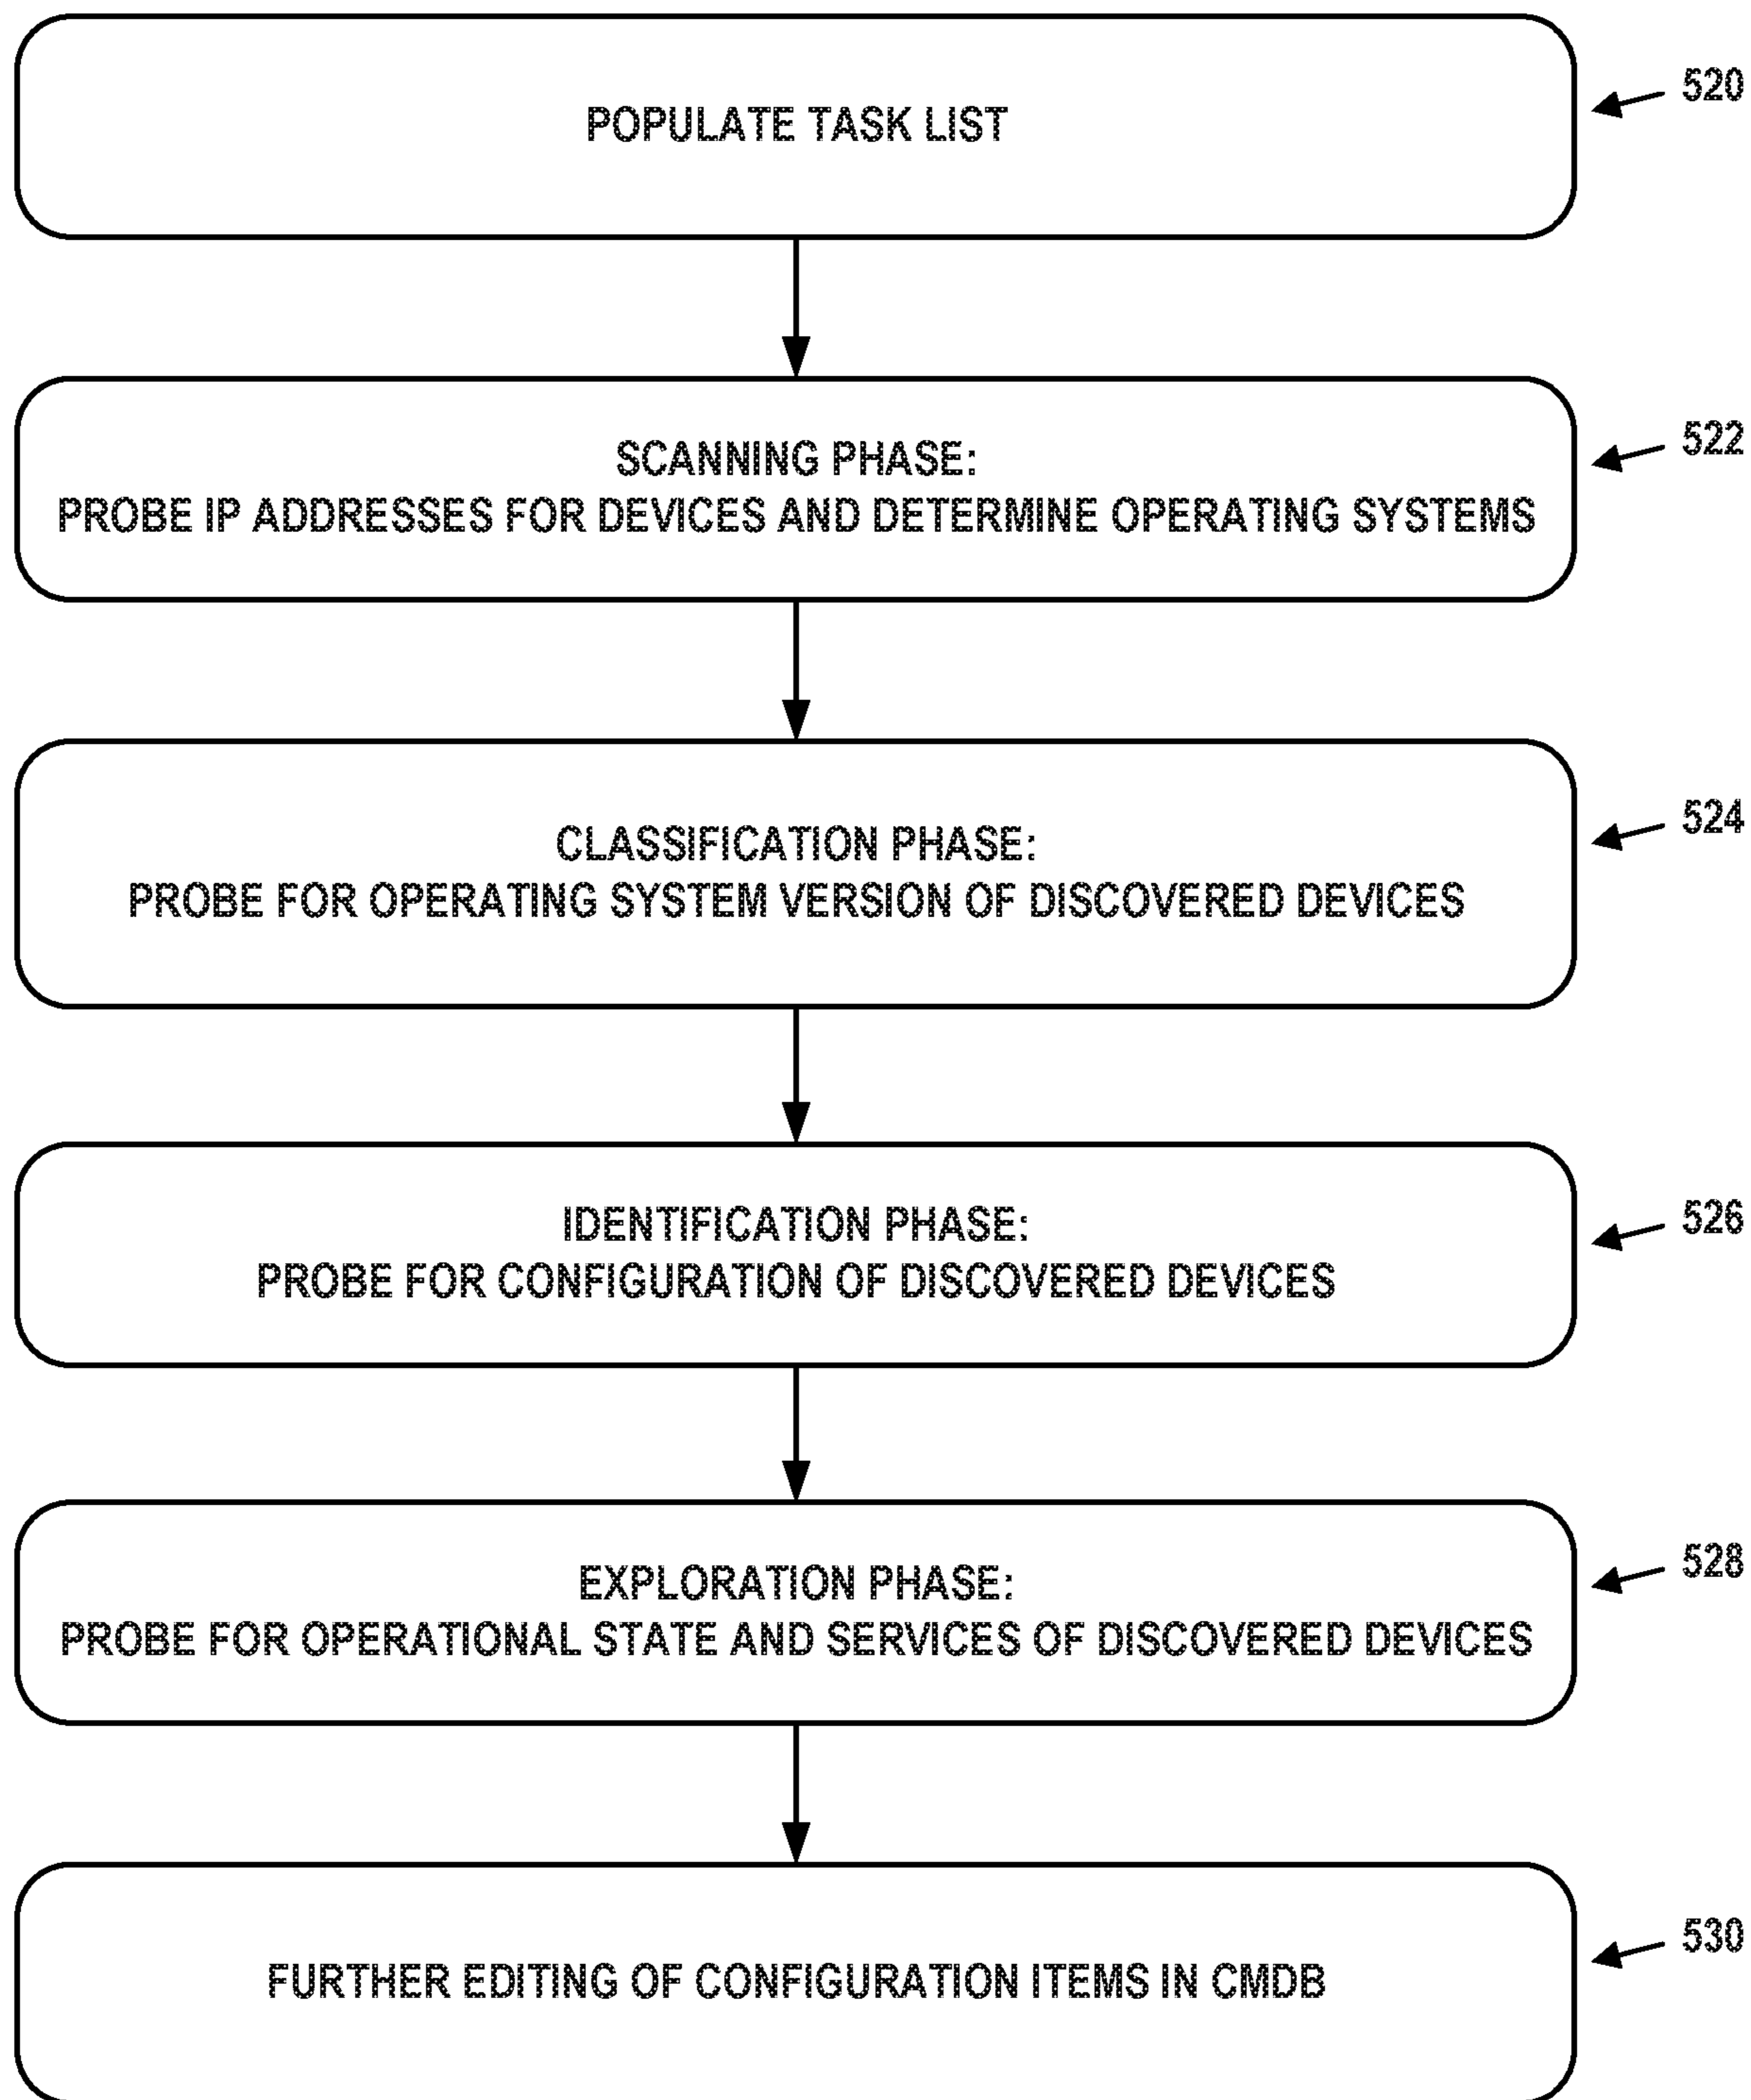 POPULATE TASK LIST
520
SCANNING PHASE:
PROBE IP ADDRESSES FOR DEVICES AND DETERMINE OPERATING SYSTEMS
522
CLASSIFICATION PHASE:
PROBE FOR OPERATING SYSTEM VERSION OF DISCOVERED DEVICES
524
IDENTIFICATION PHASE:
PROBE FOR CONFIGURATION OF DISCOVERED DEVICES
526
EXPLORATION PHASE:
PROBE FOR OPERATIONAL STATE AND SERVICES OF DISCOVERED DEVICES
528
FURTHER EDITING OF CONFIGURATION ITEMS IN CMDB
530